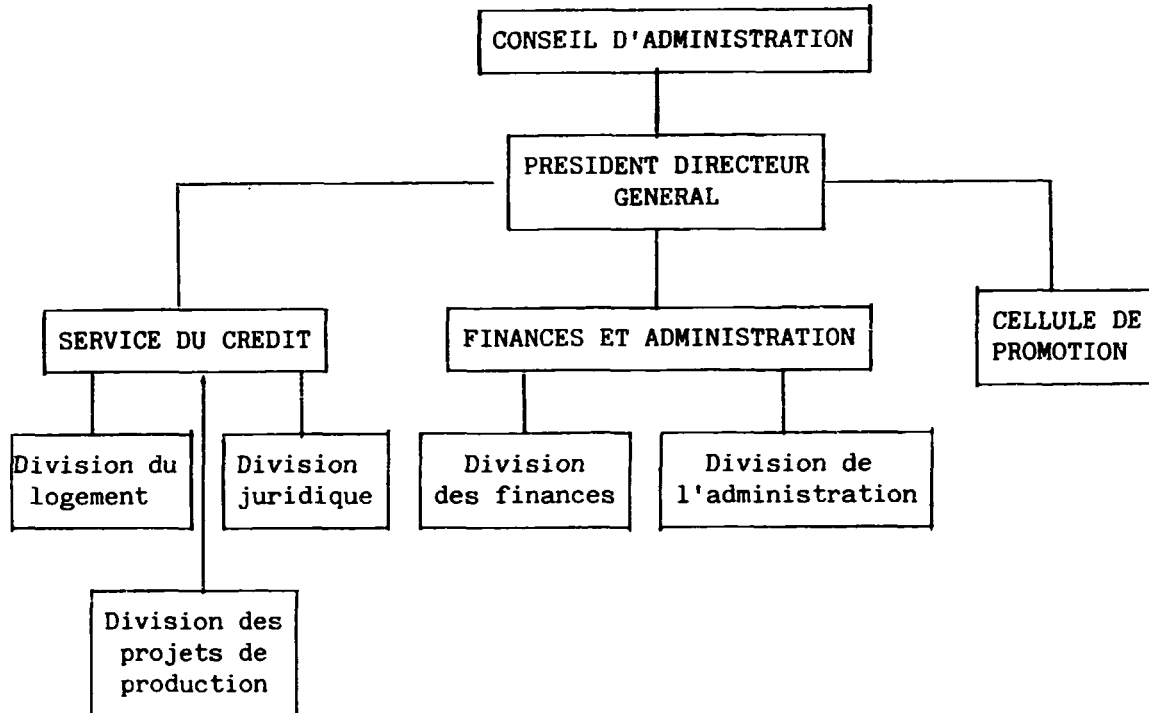 CONSEIL D'ADMINISTRATION
PRESIDENT DIRECTEUR
GENERAL
SERVICE DU CREDIT
FINANCES ET ADMINISTRATION
CELLULE DE
PROMOTION
Division du
logement
Division
juridique
Division
des finances
Division de
l'administration
Division des
projets de
production